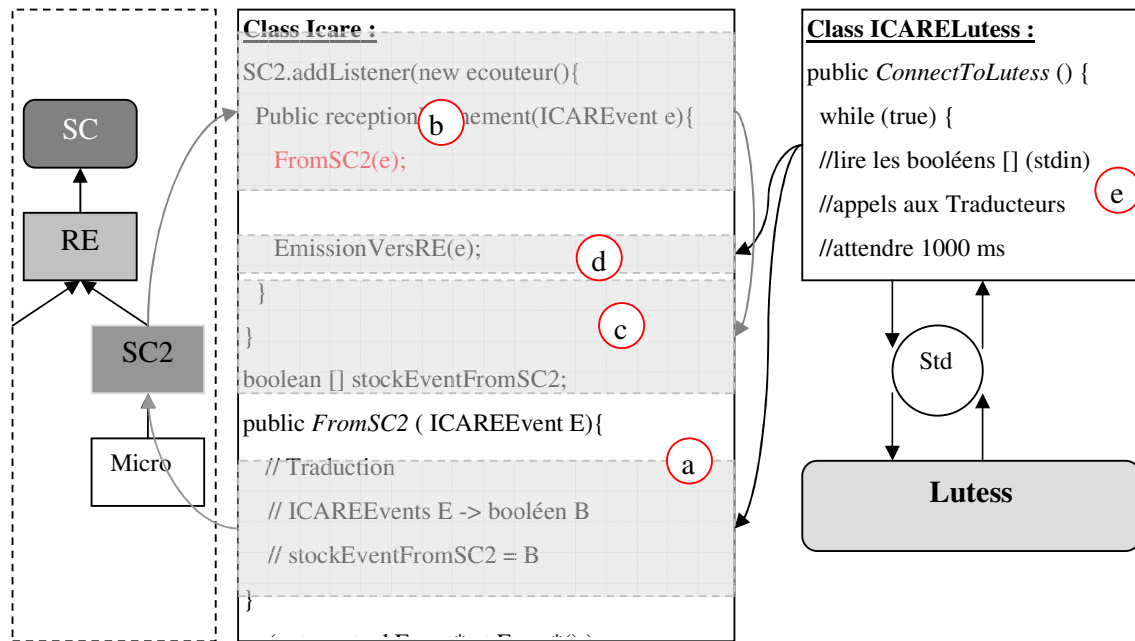 SC
RE
SC2
Micro
Class Icare :
SC2.addListener(new ecouteur(){
Public nement(ICAREvent e){
b
FromSC2(e);
EmissionVersRE(e);
d
}
c
}
boolean [] stockEventFromSC2;
public FromSC2 ( ICAREEvent E){
a
// Traduction
// ICAREEvents E -> booléen B
// stockEventFromSC2 = B
}
Class ICARELutess :
public ConnectToLutess () {
while (true) {
//lire les booléens [] (stdin)
e
//appels aux Traducteurs
//attendre 1000 ms
Std
Lutess